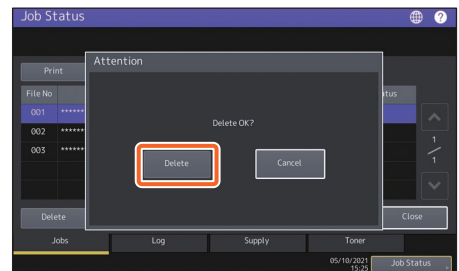 Job Status
?
Attention
Print
File No
tus
001 ******
002 ******
003 ******
Delete OK?
Delete
Cancel
1
1
Delete
Close
Jobs
Log
Supply
Toner
05/10/2021
15:25
Job Status